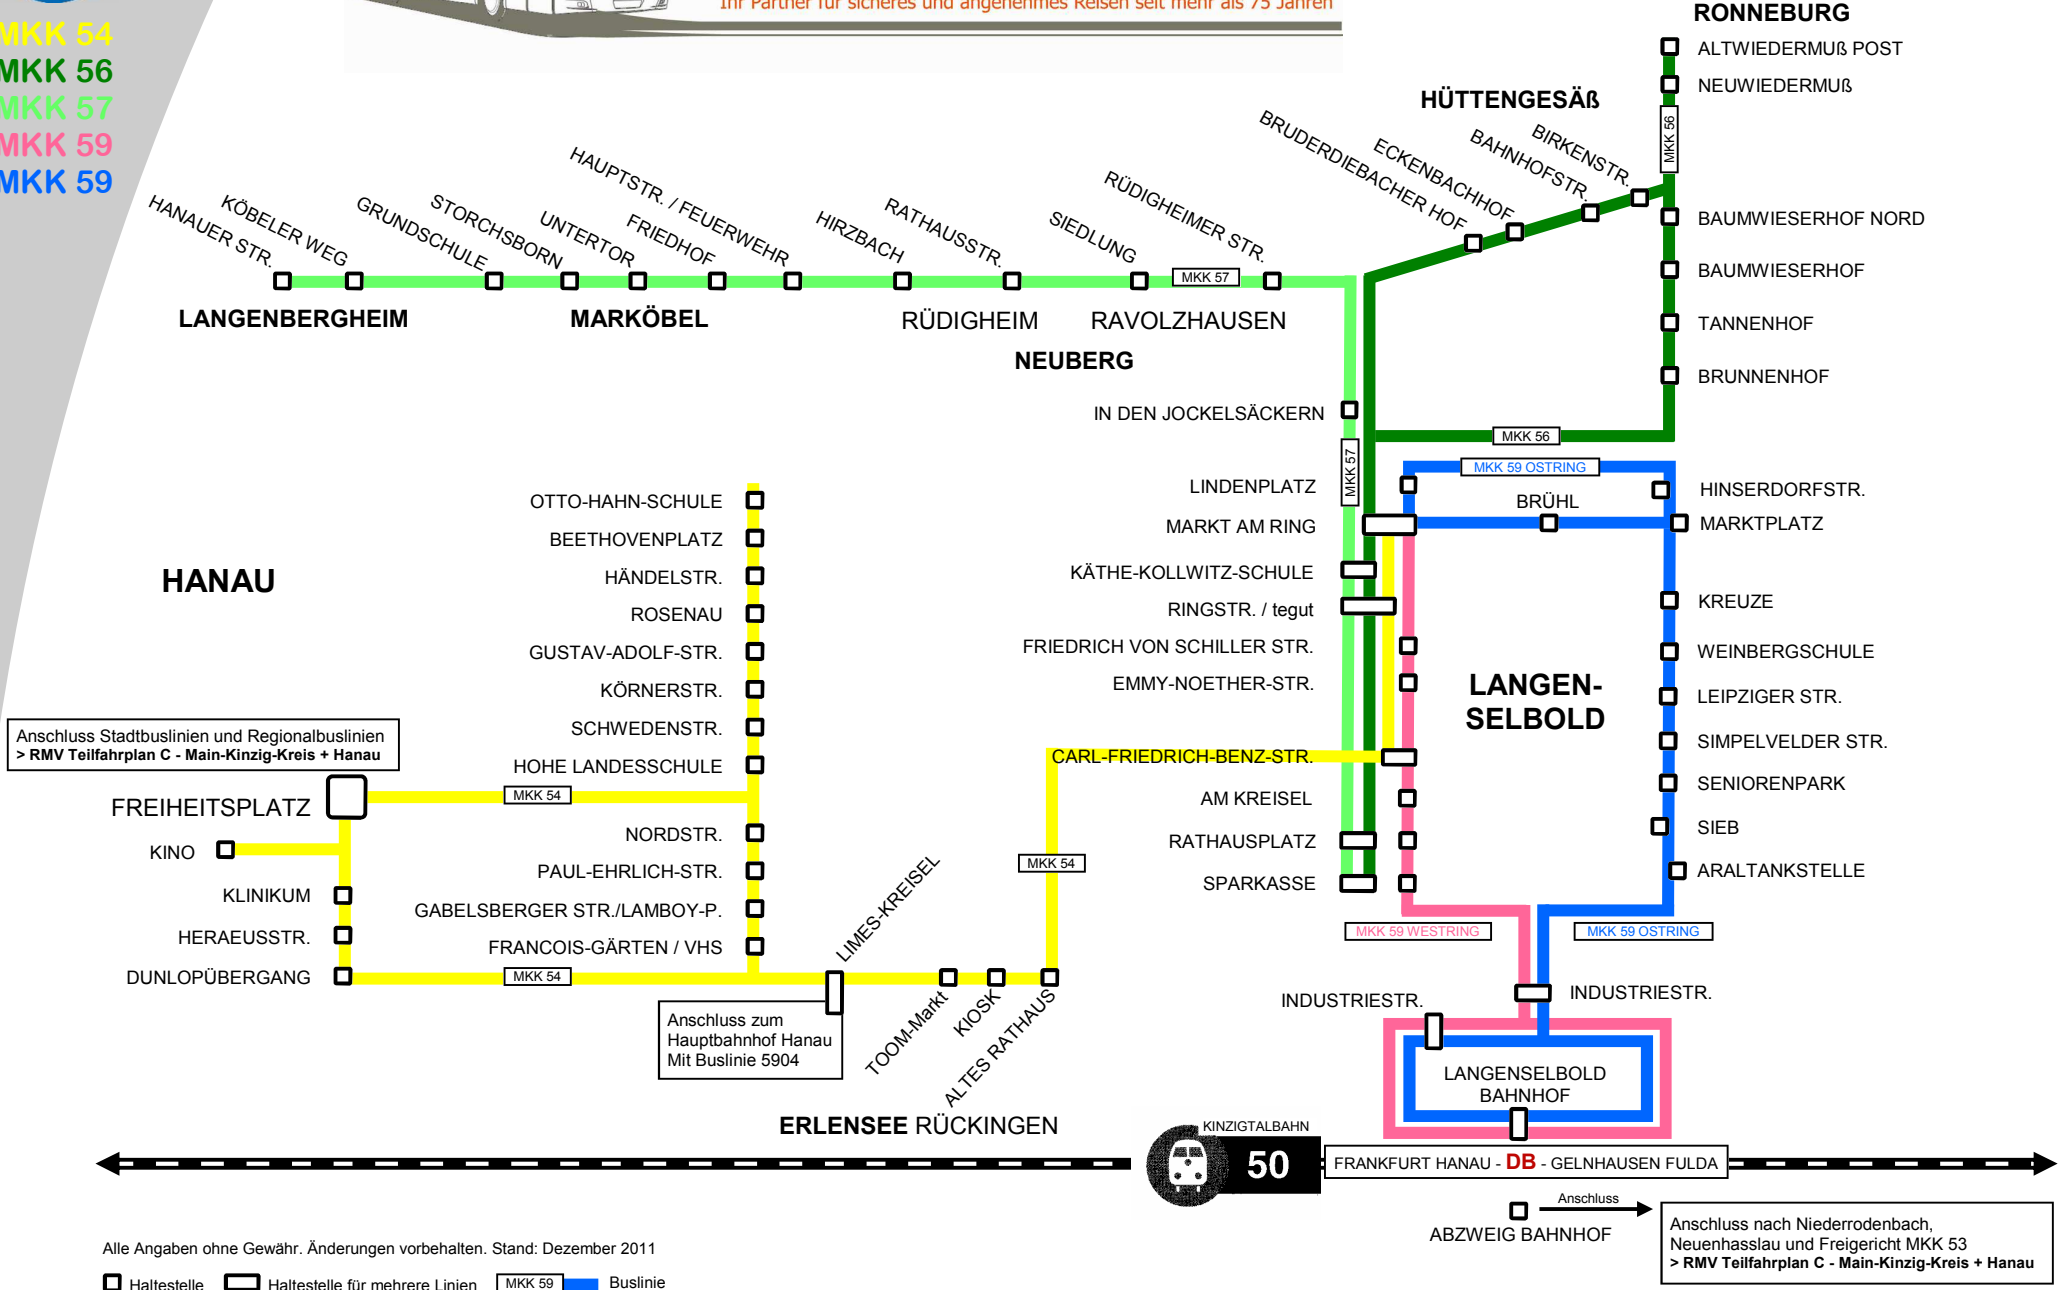 Ihr Partner für sicheres und angenehmes Reisen seit mehr als 75 Jahren
MKK 54
MKK 56
MKK 57
MKK 59
MKK 59
RONNEBURG
ALTWIEDERMUß POST
NEUWIEDERMUß
MKK 56
HÜTTENGESÄß
BRUDERDIEBACHER HOF
ECKENBACHHOF
BAHNHOFSTR.
BIRKENSTR.
BAUMWIESERHOF NORD
BAUMWIESERHOF
TANNENHOF
BRUNNENHOF
MKK 56
HANAUER STR.
KÖBELER WEG
GRUNDSCHULE
STORCHSBORN
UNTERTOR
FRIEDHOF
HAUPTSTR. / FEUERWEHR
HIRZBACH
RATHAUSSTR.
SIEDLUNG
MKK 57
RÜDIGHEIMER STR.
LANGENBERGHEIM
MARKÖBEL
RÜDIGHEIM
RAVOLZHAUSEN
NEUBERG
IN DEN JOCKELSÄCKERN
MKK 57
LINDENPLATZ
MARKT AM RING
KÄTHE-KOLLWITZ-SCHULE
RINGSTR. / tegut
FRIEDRICH VON SCHILLER STR.
EMMY-NOETHER-STR.
CARL-FRIEDRICH-BENZ-STR.
AM KREISEL
RATHAUSPLATZ
SPARKASSE
MKK 59 OSTRING
BRÜHL
HINSERDORFSTR.
MARKTPLATZ
KREUZE
WEINBERGSCHULE
LEIPZIGER STR.
SIMPELVELDER STR.
SENIORENPARK
SIEB
ARALTANKSTELLE
LANGEN-
SELBOLD
MKK 59 WESTRING
MKK 59 OSTRING
INDUSTRIESTR.
INDUSTRIESTR.
LANGENSELBOLD
BAHNHOF
HANAU
OTTO-HAHN-SCHULE
BEETHOVENPLATZ
HÄNDELSTR.
ROSENAU
GUSTAV-ADOLF-STR.
KÖRNERSTR.
SCHWEDENSTR.
HOHE LANDESSCHULE
MKK 54
NORDSTR.
PAUL-EHRLICH-STR.
GABELSBERGER STR./LAMBOY-P.
FRANCOIS-GÄRTEN / VHS
Anschluss Stadtbuslinien und Regionalbuslinien
> RMV Teilfahrplan C - Main-Kinzig-Kreis + Hanau
FREIHEITSPLATZ
KINO
KLINIKUM
HERAEUSSTR.
DUNLOPÜBERGANG
MKK 54
LIMES-KREISEL
Anschluss zum
Hauptbahnhof Hanau
Mit Buslinie 5904
TOOM-Markt
KIOSK
ALTES RATHAUS
MKK 54
ERLENSEE RÜCKINGEN
KINZIGTALBAHN
50
FRANKFURT HANAU - DB - GELNHAUSEN FULDA
ABZWEIG BAHNHOF
Anschluss
Anschluss nach Niederrodenbach,
Neuenhasslau und Freigericht MKK 53
> RMV Teilfahrplan C - Main-Kinzig-Kreis + Hanau
Alle Angaben ohne Gewähr. Änderungen vorbehalten. Stand: Dezember 2011
Haltestelle
Haltestelle für mehrere Linien
MKK 59
Buslinie